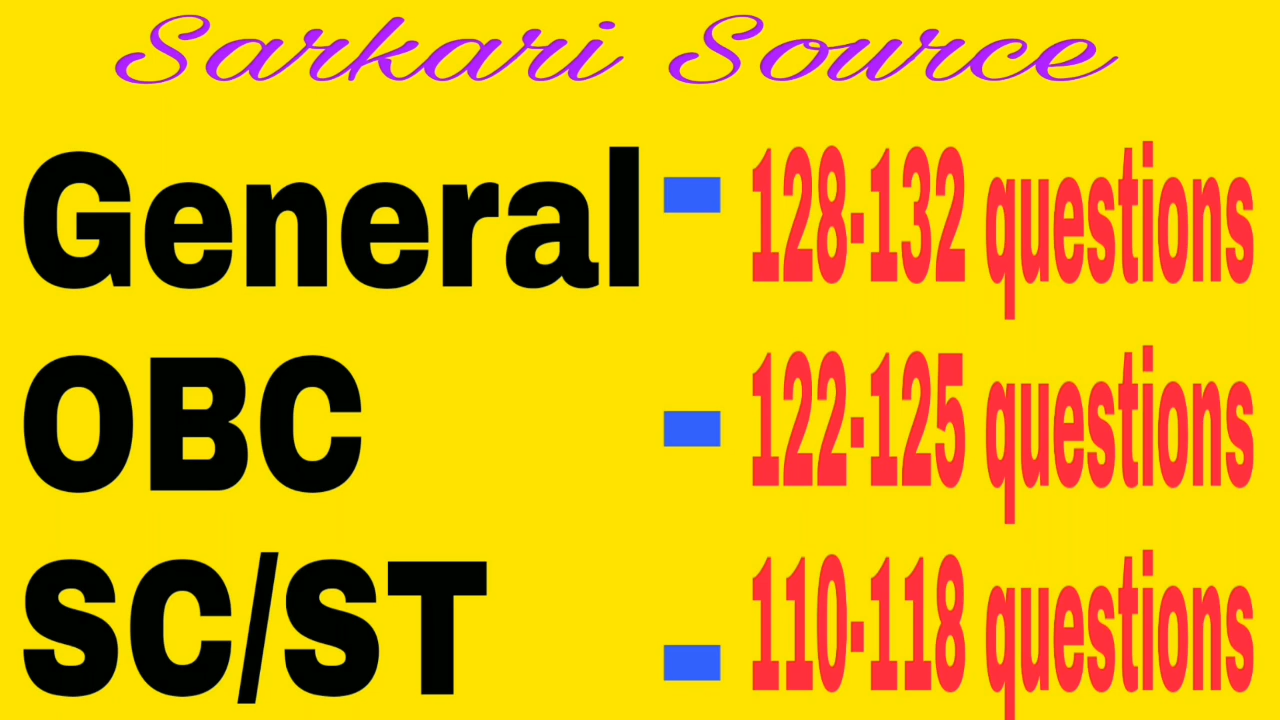 Sarkari Source
General - 128-132 questions
OBC - 122-125 questions
SC/ST - 110-118 questions